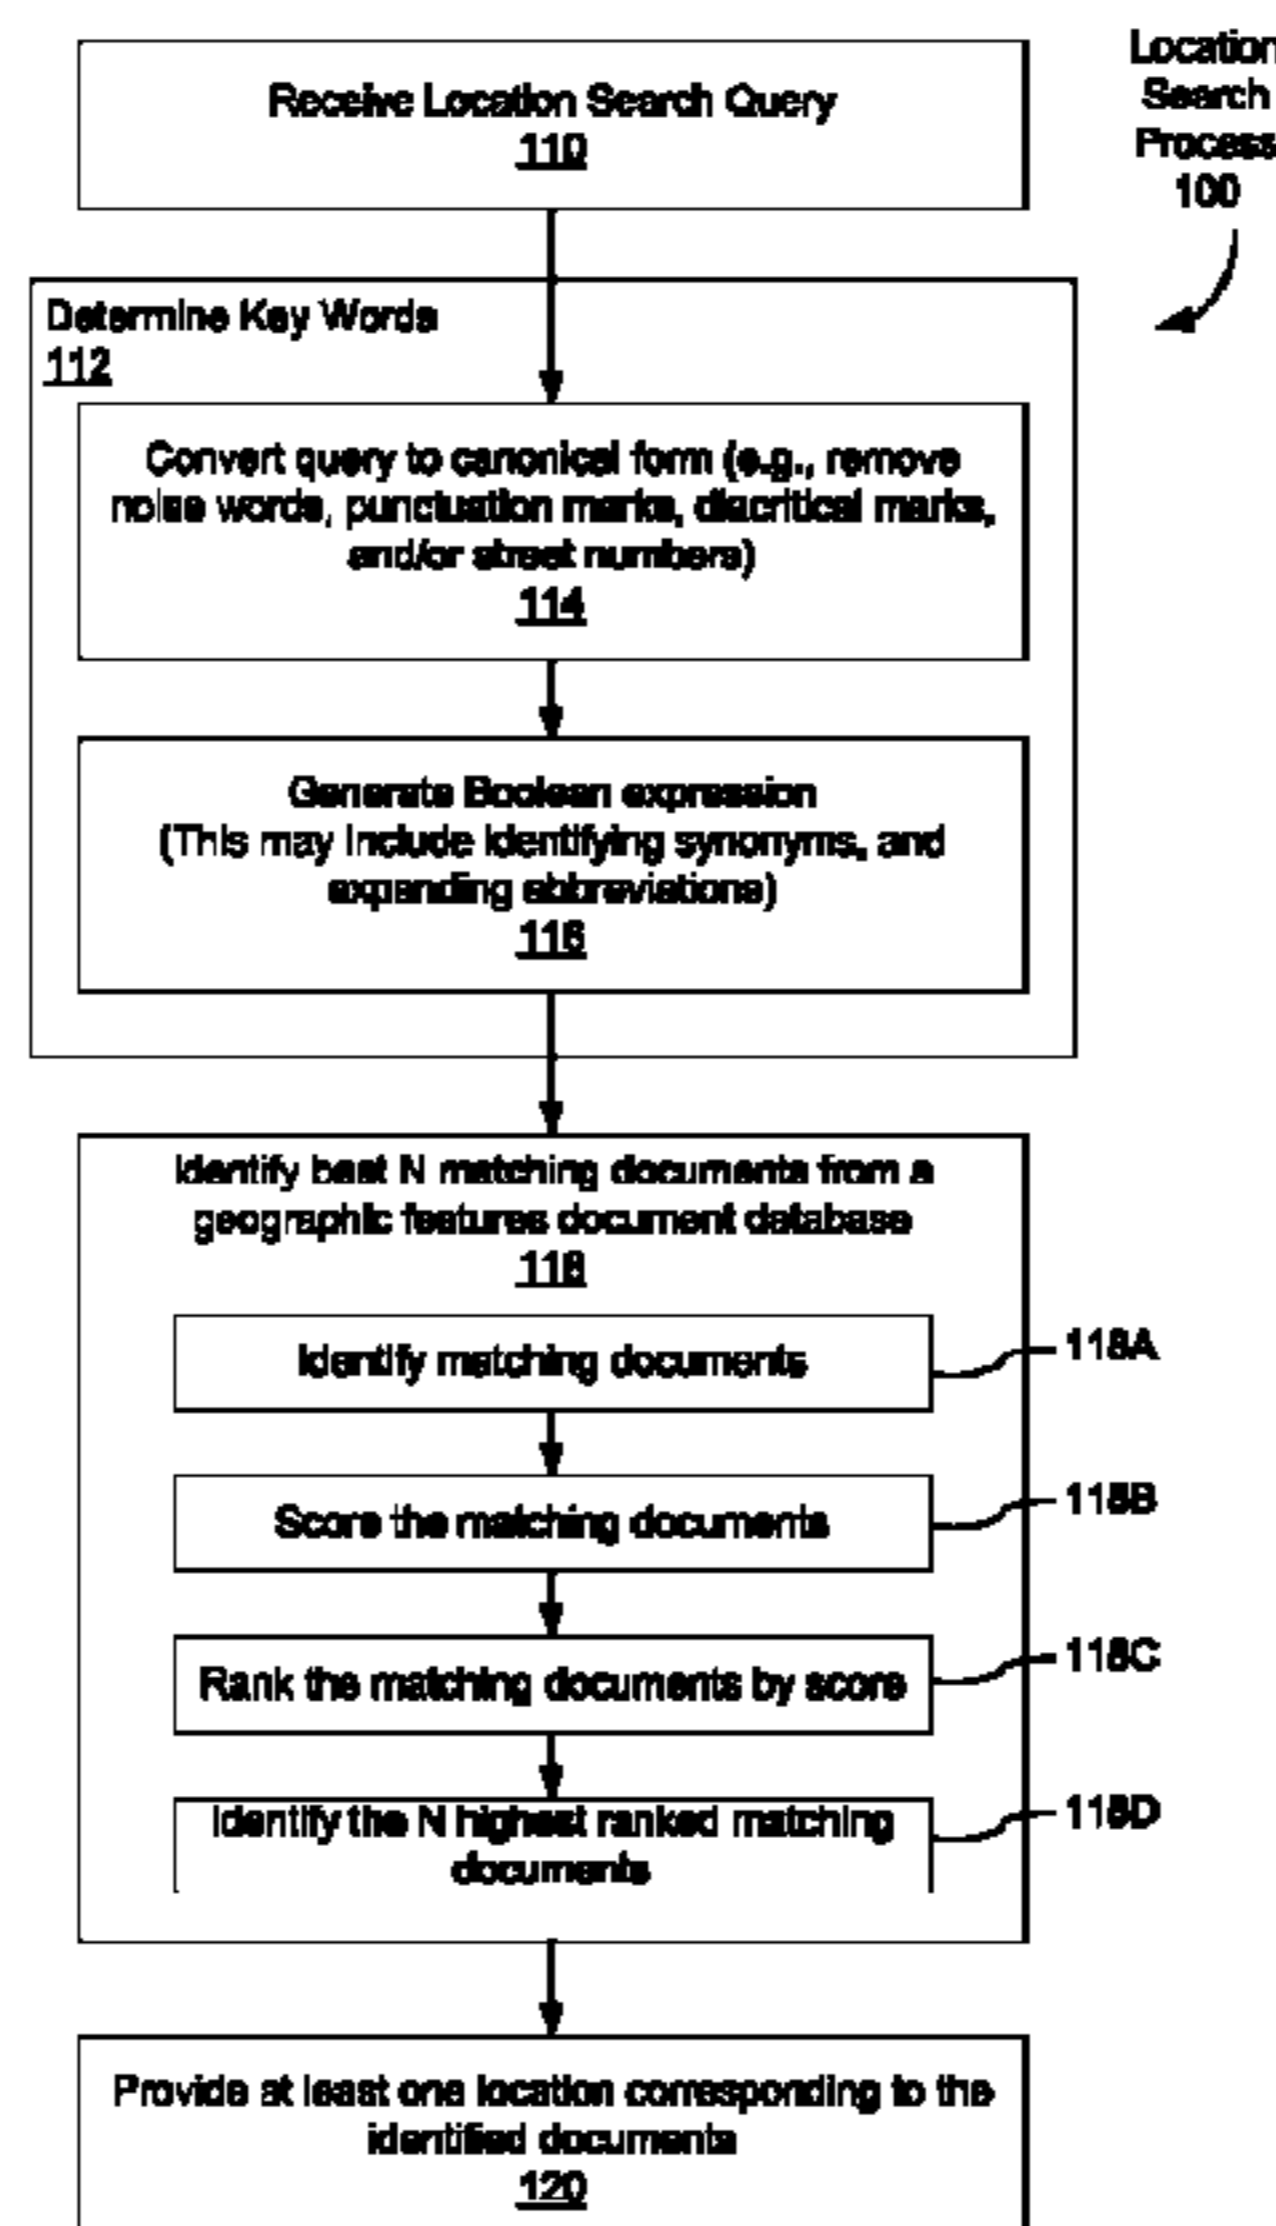 Receive Location Search Query
110
Location
Search
Process
100
Determine Key Words
112
Convert query to canonical form (e.g., remove
noise words, punctuation marks, diacritical marks,
and/or street numbers)
114
Generate Boolean expression
(This may include identifying synonyms, and
expanding abbreviations)
116
Identify best N matching documents from a
geographic features document database
118
Identify matching documents
118A
Score the matching documents
118B
Rank the matching documents by score
118C
Identify the N highest ranked matching
documents
118D
Provide at least one location corresponding to the
identified documents
120